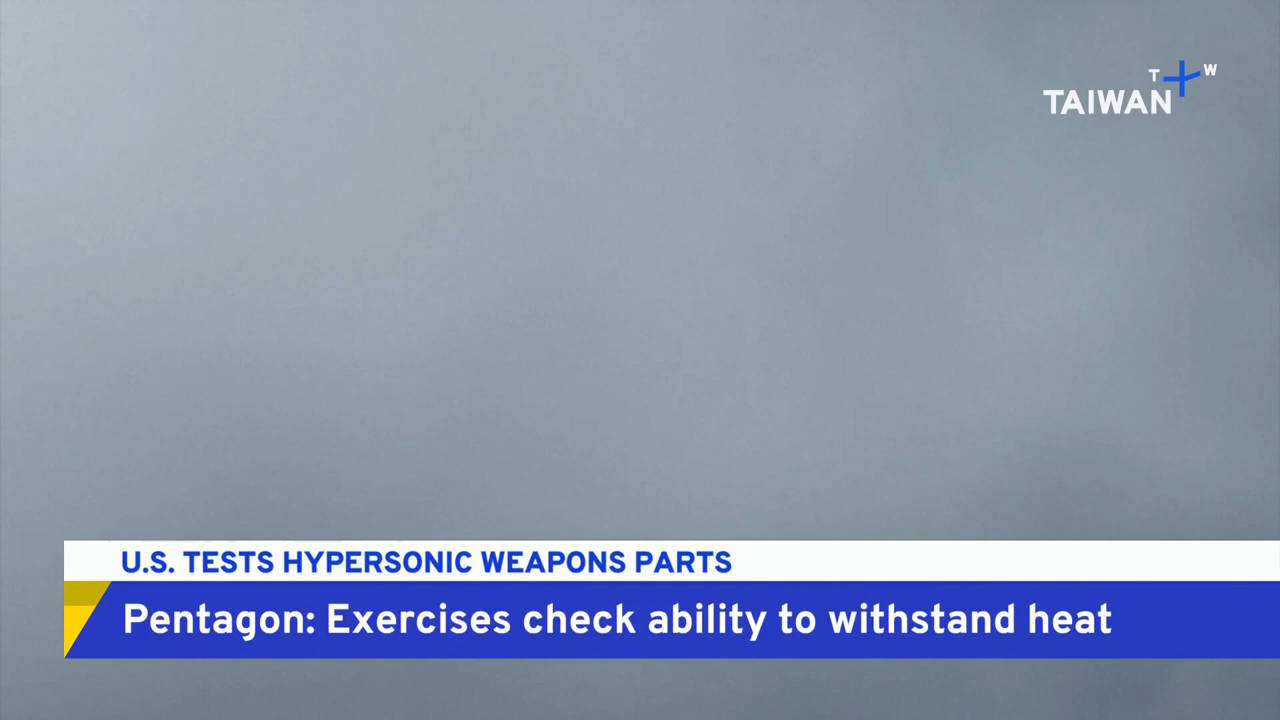 T W
TAIWAN
U.S. TESTS HYPERSONIC WEAPONS PARTS
Pentagon: Exercises check ability to withstand heat